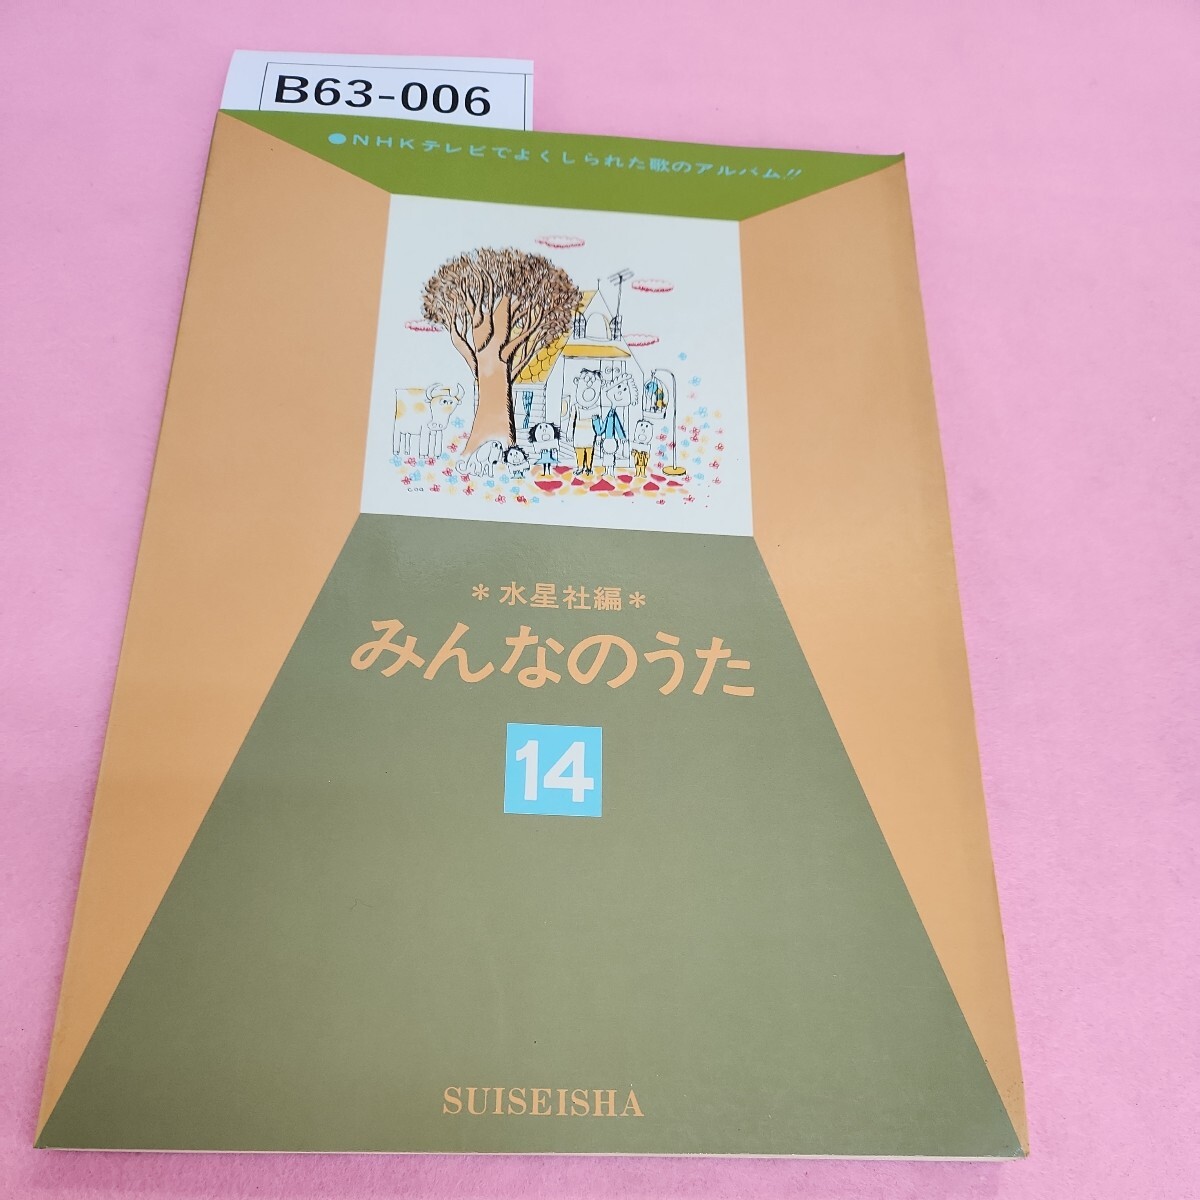 B63-006
●NHKテレビでよくしられた歌のアルバム!!
＊水星社編＊
みんなのうた
14
SUISEISHA